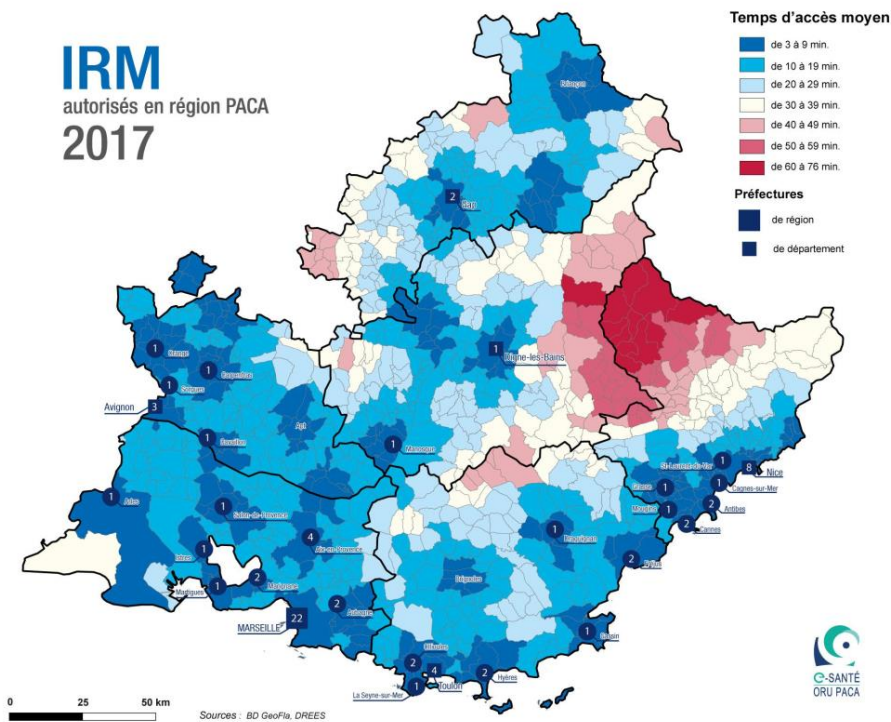 IRM
autorisés en région PACA
2017
Temps d'accès moyen
de 3 à 9 min.
de 10 à 19 min.
de 20 à 29 min.
de 30 à 39 min.
de 40 à 49 min.
de 50 à 59 min.
de 60 à 76 min.
Préfectures
de région
de département
Briançon
2
Gap
1
Orange
1
Carpentras
1
Sorgues
Avignon
3
1
Digne-les-Bains
Apt
1
Cavaillon
1
Manosque
1
Arles
1
Salon-de-Provence
4
Aix-en-Provence
1
Istres
Martigues
1
2
Marignane
MARSEILLE
22
2
Aubagne
St-Laurent-du-Var
1
8
Nice
Grasse
1
1
Cagnes-sur-Mer
Mougins
1
2
Antibes
2
Cannes
1
Draguignan
2
Fréjus
Brignoles
1
Gassin
Ollioules
2
4
Toulon
2
Hyères
La Seyne-sur-Mer
1
0 25 50 km
Sources : BD GeoFla, DREES
e-SANTÉ
ORU PACA